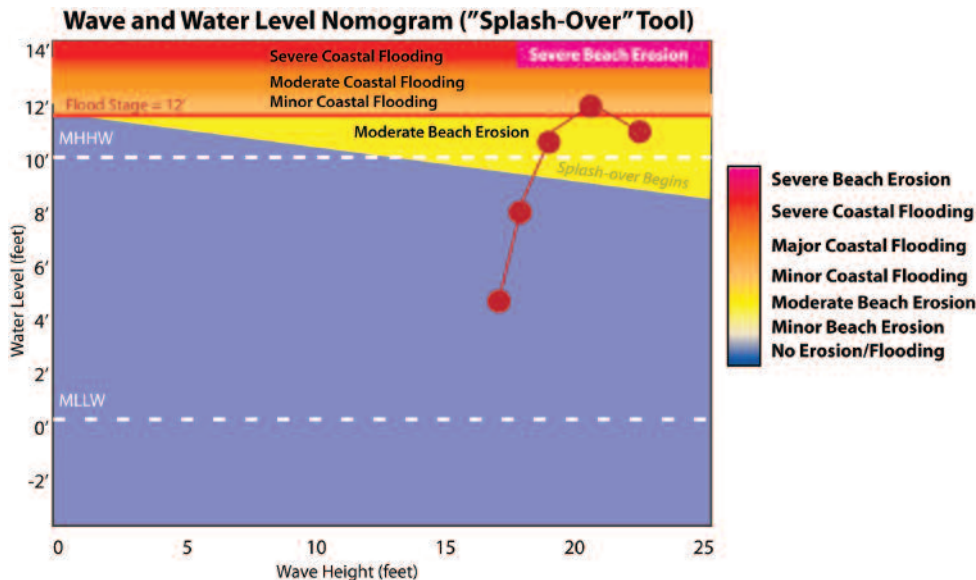 Wave and Water Level Nomogram ("Splash-Over" Tool)
14'
12'
10'
8'
6'
4'
2'
0'
-2'
Water Level (feet)
Severe Coastal Flooding
Severe Beach Erosion
Moderate Coastal Flooding
Minor Coastal Flooding
Flood Stage = 12'
Moderate Beach Erosion
MHHW
Splash-over Begins
MLLW
0 5 10 15 20 25
Wave Height (feet)
Severe Beach Erosion
Severe Coastal Flooding
Major Coastal Flooding
Minor Coastal Flooding
Moderate Beach Erosion
Minor Beach Erosion
No Erosion/Flooding